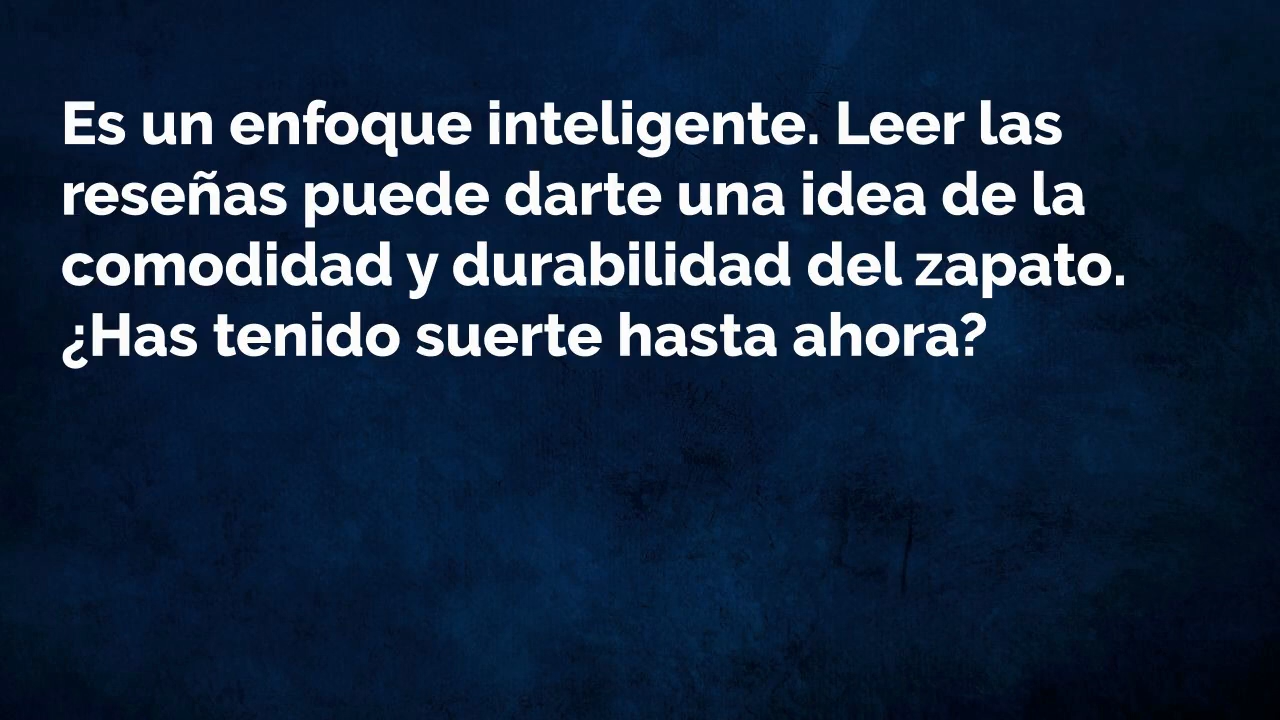 Es un enfoque inteligente. Leer las
reseñas puede darte una idea de la
comodidad y durabilidad del zapato.
¿Has tenido suerte hasta ahora?